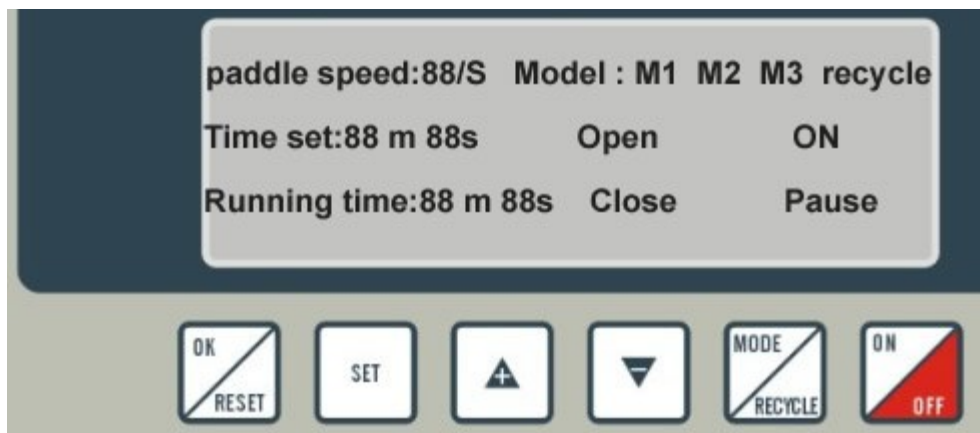 paddle speed:88/S Model : M1 M2 M3 recycle
Time set:88 m 88s Open ON
Running time:88 m 88s Close Pause
OK
RESET
SET
+
−
MODE
RECYCLE
ON
OFF